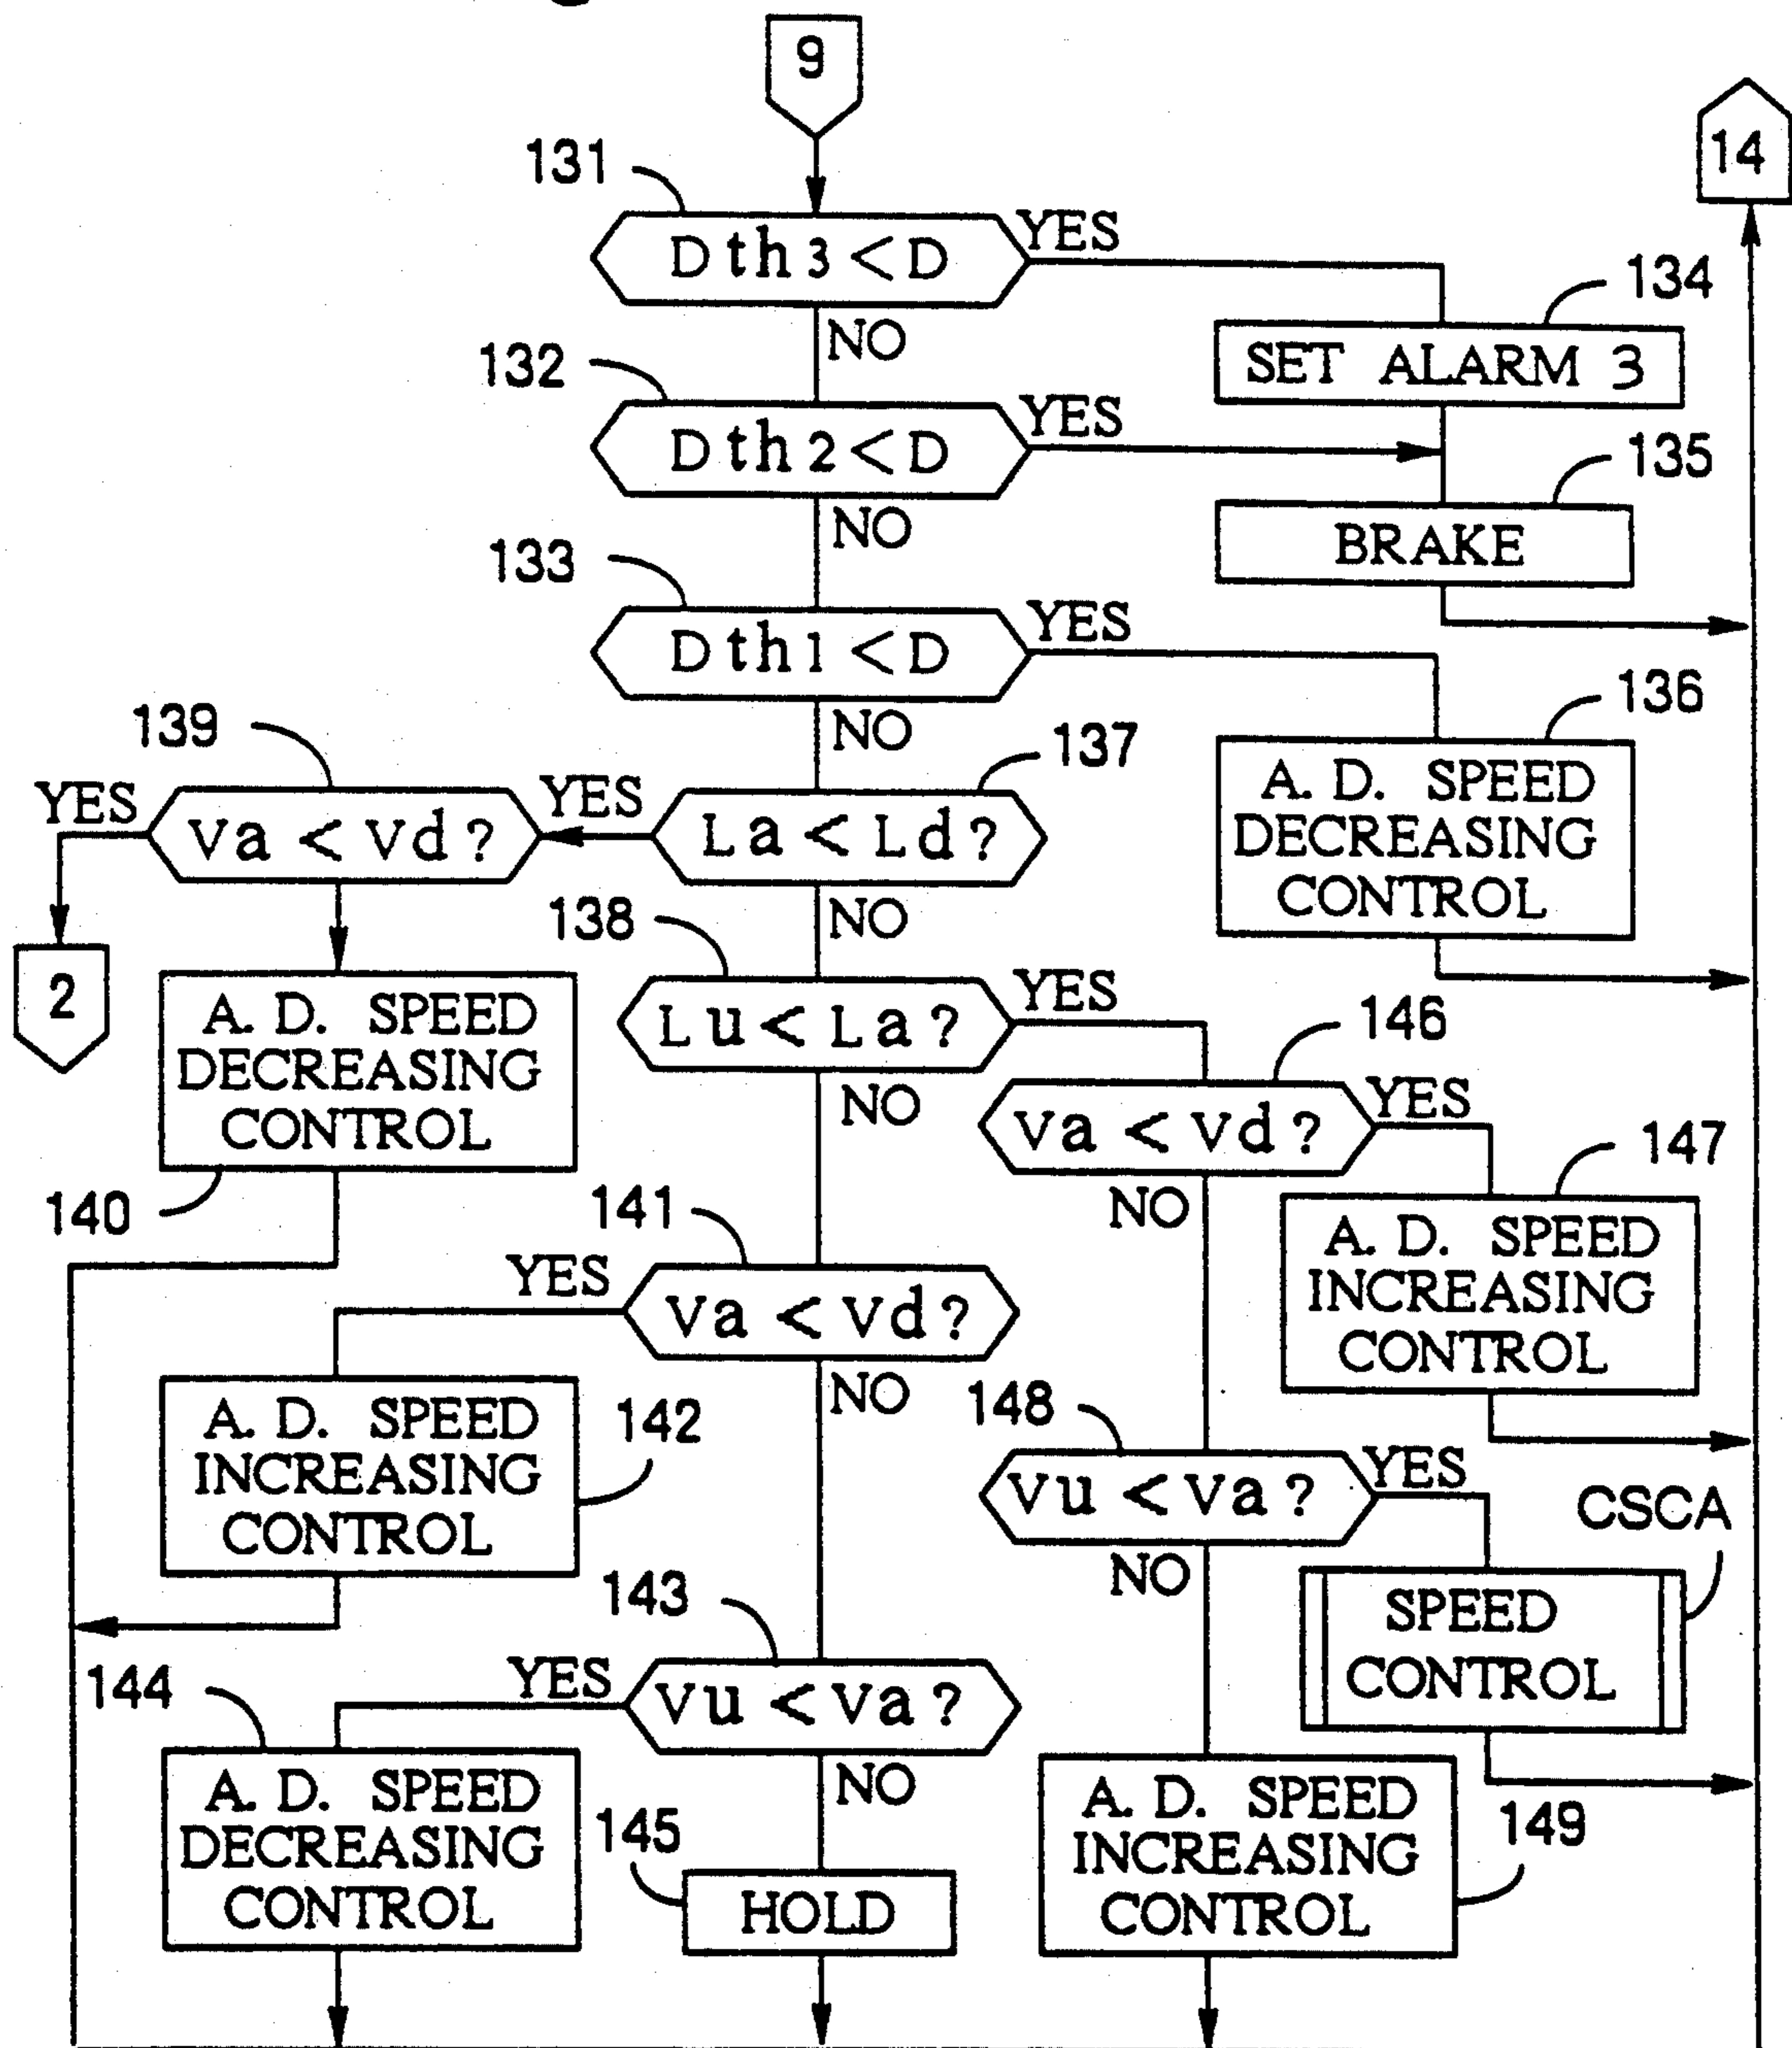 9
14
131
Dth3 < D
YES
134
NO
SET ALARM 3
132
Dth2 < D
YES
135
NO
BRAKE
133
Dth1 < D
YES
136
NO
139
137
A. D. SPEED
DECREASING
CONTROL
YES
Va < Vd?
YES
La < Ld?
NO
2
138
A. D. SPEED
DECREASING
CONTROL
140
Lu < La?
YES
146
NO
Va < Vd?
YES
147
NO
A. D. SPEED
INCREASING
CONTROL
141
YES
Va < Vd?
NO
A. D. SPEED
INCREASING
CONTROL
142
148
Vu < Va?
YES
CSCA
NO
SPEED
CONTROL
143
144
YES
Vu < Va?
NO
A. D. SPEED
DECREASING
CONTROL
145
HOLD
A. D. SPEED
INCREASING
CONTROL
149